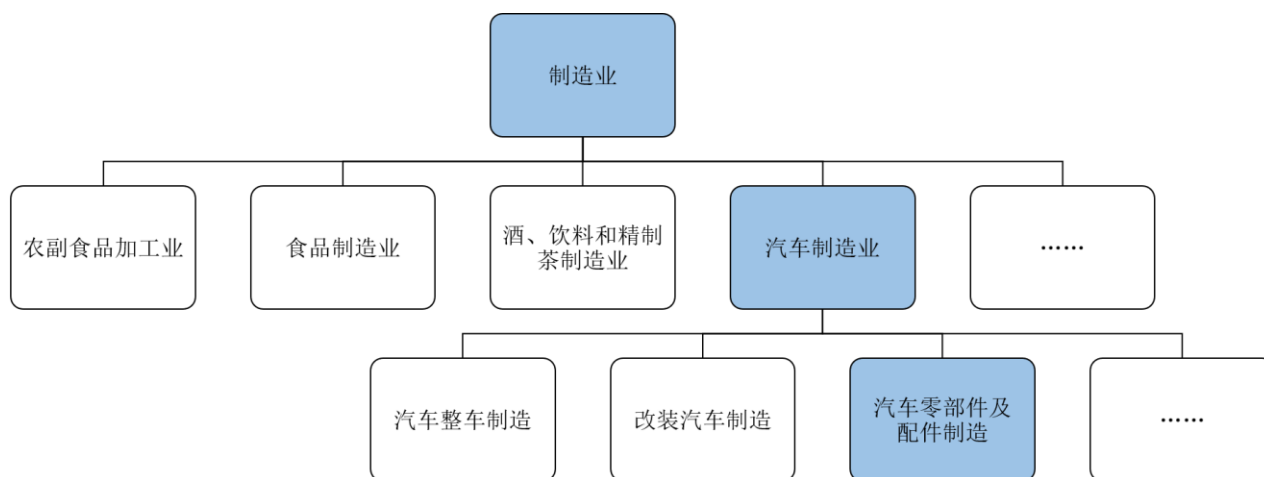 制造业
农副食品加工业
食品制造业
酒、饮料和精制
茶制造业
汽车制造业
……
汽车整车制造
改装汽车制造
汽车零部件及
配件制造
……